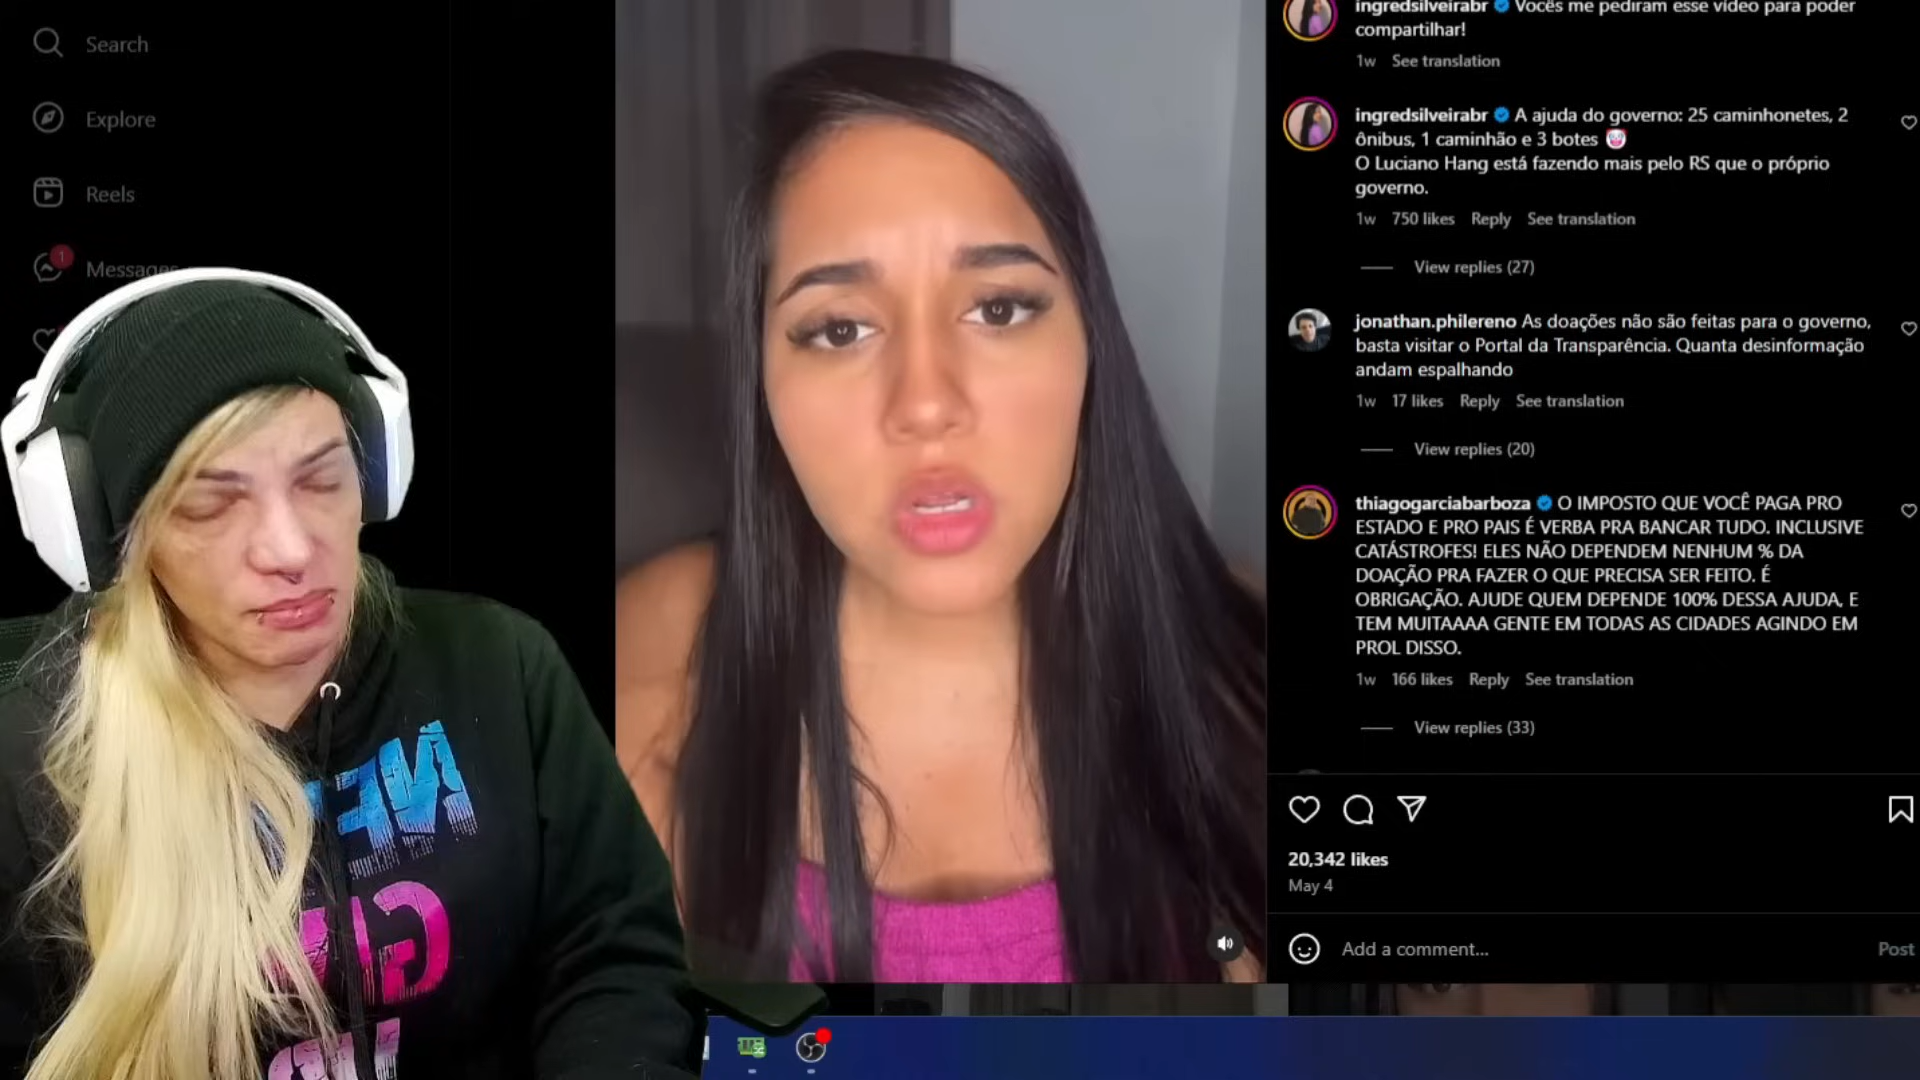 Search
Explore
Reels
Messages
1
ingredsilveirabr Vocês me pediram esse vídeo para poder
compartilhar!
1w See translation
ingredsilveirabr A ajuda do governo: 25 caminhonetes, 2
ônibus, 1 caminhão e 3 botes 🤡
O Luciano Hang está fazendo mais pelo RS que o próprio
governo.
1w 750 likes Reply See translation
View replies (27)
jonathan.philereno As doações não são feitas para o governo,
basta visitar o Portal da Transparência. Quanta desinformação
andam espalhando
1w 17 likes Reply See translation
View replies (20)
thiagogarciabarboza O IMPOSTO QUE VOCÊ PAGA PRO
ESTADO E PRO PAIS É VERBA PRA BANCAR TUDO. INCLUSIVE
CATÁSTROFES! ELES NÃO DEPENDEM NENHUM % DA
DOAÇÃO PRA FAZER O QUE PRECISA SER FEITO. É
OBRIGAÇÃO. AJUDE QUEM DEPENDE 100% DESSA AJUDA, E
TEM MUITAAAA GENTE EM TODAS AS CIDADES AGINDO EM
PROL DISSO.
1w 166 likes Reply See translation
View replies (33)
20,342 likes
May 4
Add a comment...
Post